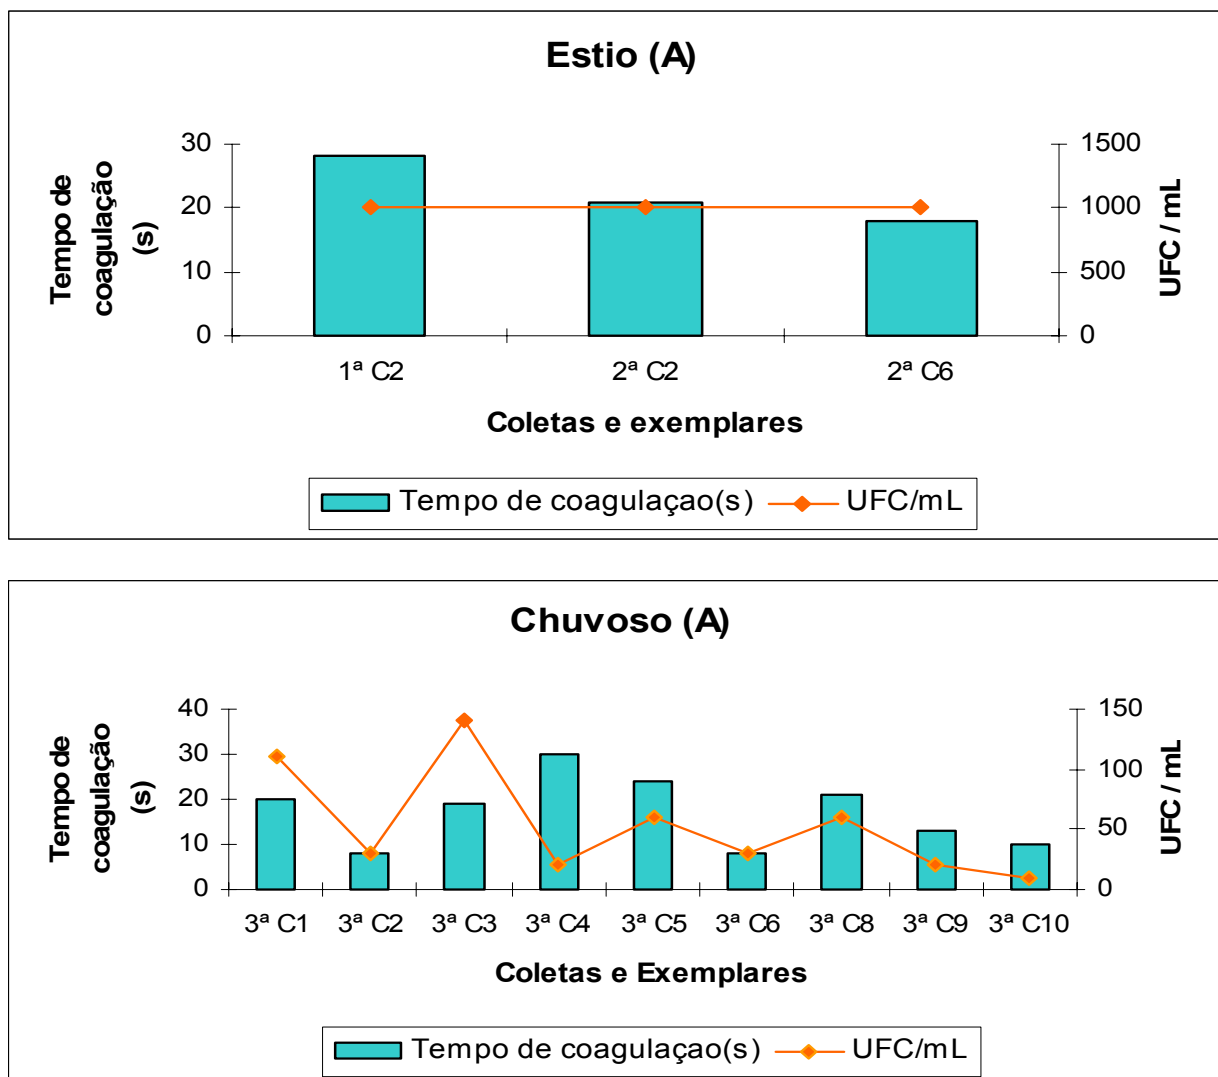 Estio (A)
Tempo de
coagulação
(s)
30
20
10
0
1500
1000
500
0
UFC / mL
1ª C2 2ª C2 2ª C6
Coletas e exemplares
Tempo de coagulaçao(s) UFC/mL
Chuvoso (A)
Tempo de
coagulação
(s)
40
30
20
10
0
150
100
50
0
UFC / mL
3ª C1 3ª C2 3ª C3 3ª C4 3ª C5 3ª C6 3ª C8 3ª C9 3ª C10
Coletas e Exemplares
Tempo de coagulaçao(s) UFC/mL